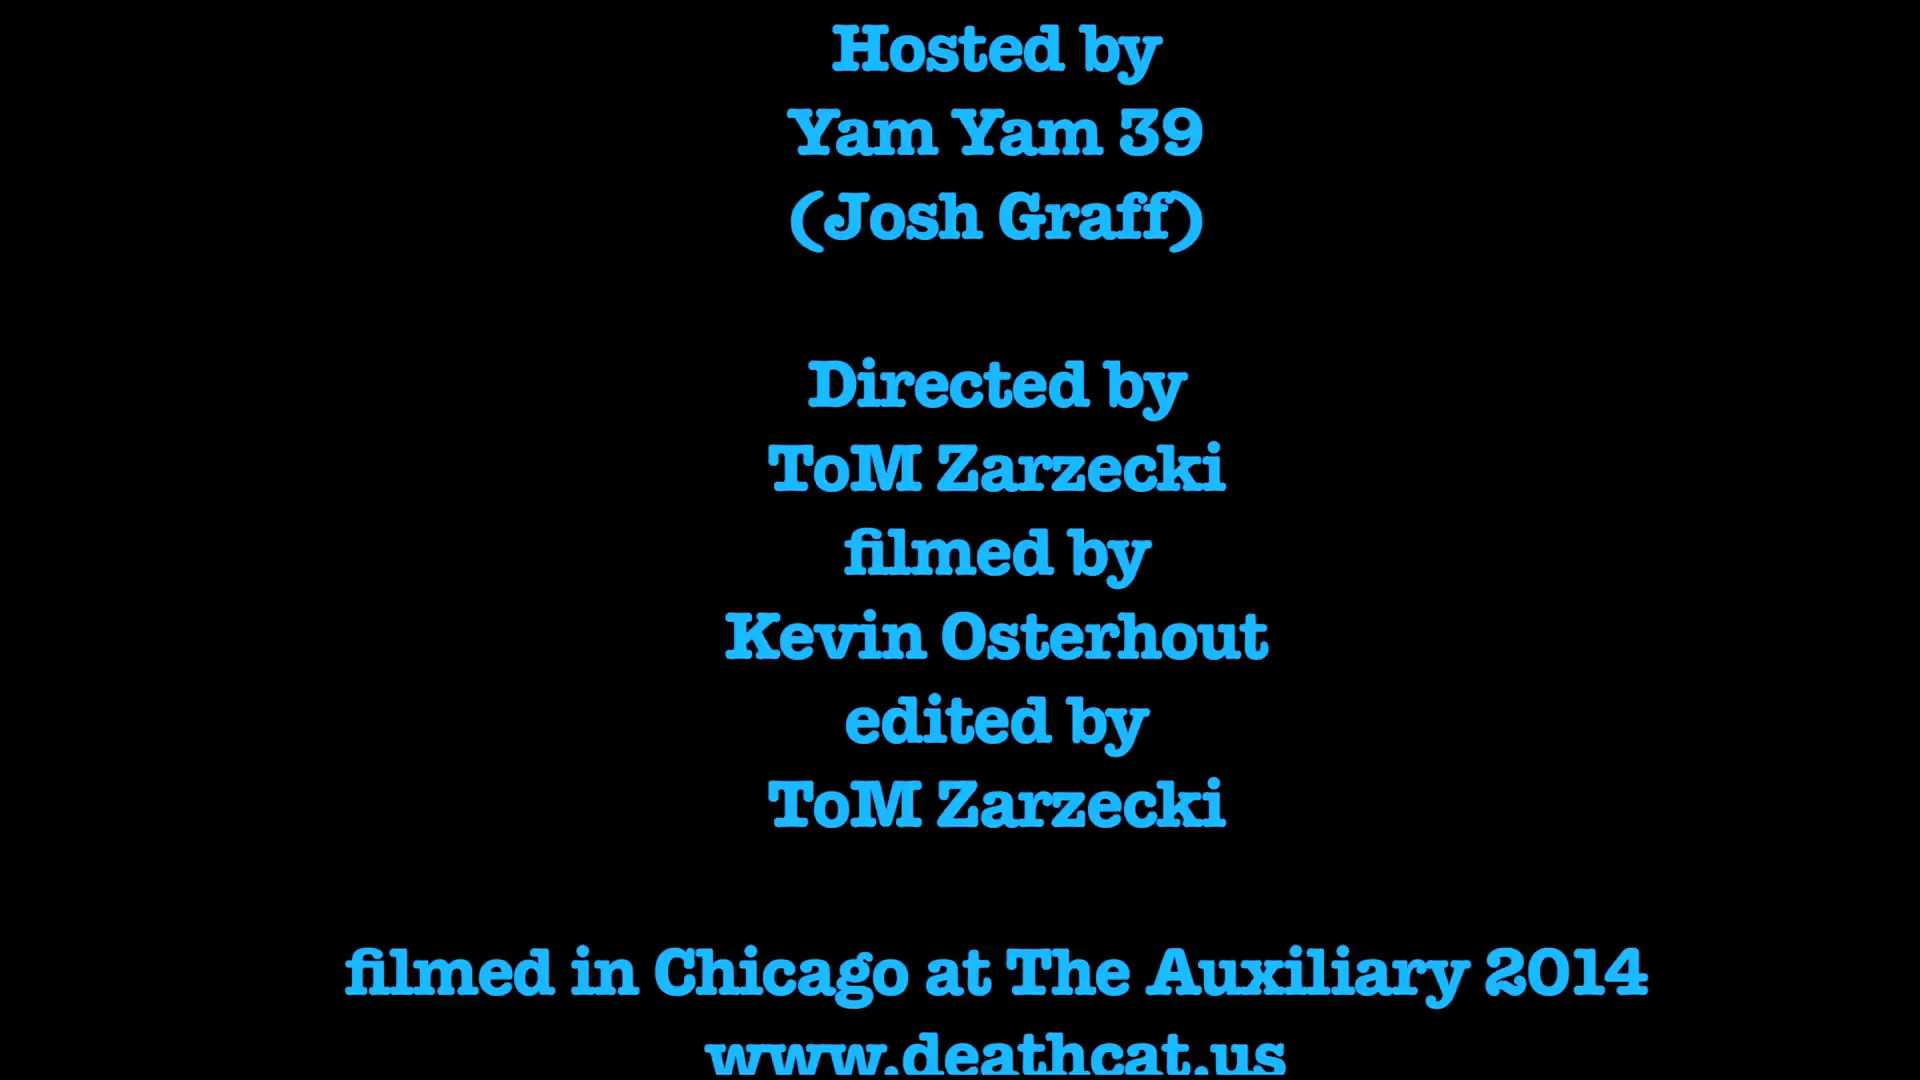 Hosted by
Yam Yam 39
(Josh Graff)
Directed by
ToM Zarzecki
filmed by
Kevin Osterhout
edited by
ToM Zarzecki
filmed in Chicago at The Auxiliary 2014
www.deathcat.us